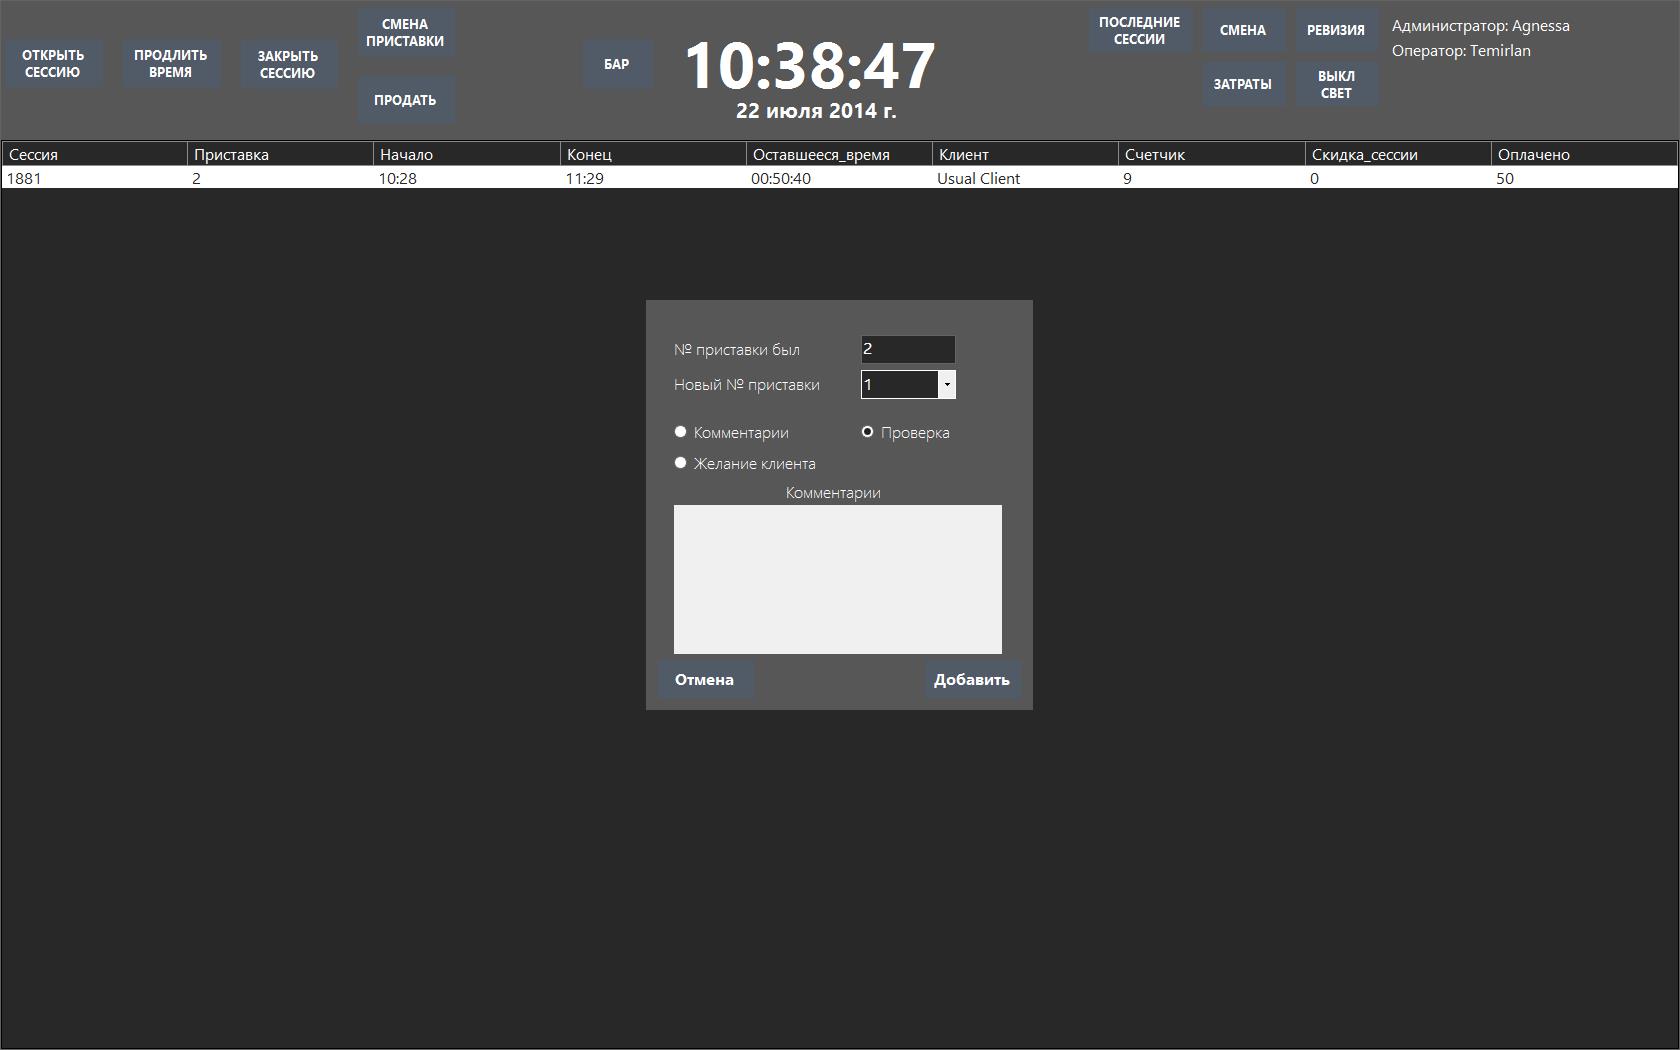 ОТКРЫТЬ
СЕССИЮ
ПРОДЛИТЬ
ВРЕМЯ
ЗАКРЫТЬ
СЕССИЮ
СМЕНА
ПРИСТАВКИ
ПРОДАТЬ
БАР
10:38:47
22 июля 2014 г.
ПОСЛЕДНИЕ
СЕССИИ
СМЕНА
РЕВИЗИЯ
ЗАТРАТЫ
ВЫКЛ
СВЕТ
Администратор: Agnessa
Оператор: Temirlan
Сессия Приставка Начало Конец Оставшееся_время Клиент Счетчик Скидка_сессии Оплачено
1881 2 10:28 11:29 00:50:40 Usual Client 9 0 50
№ приставки был 2
Новый № приставки 1
Комментарии Проверка
Желание клиента
Комментарии
Отмена Добавить